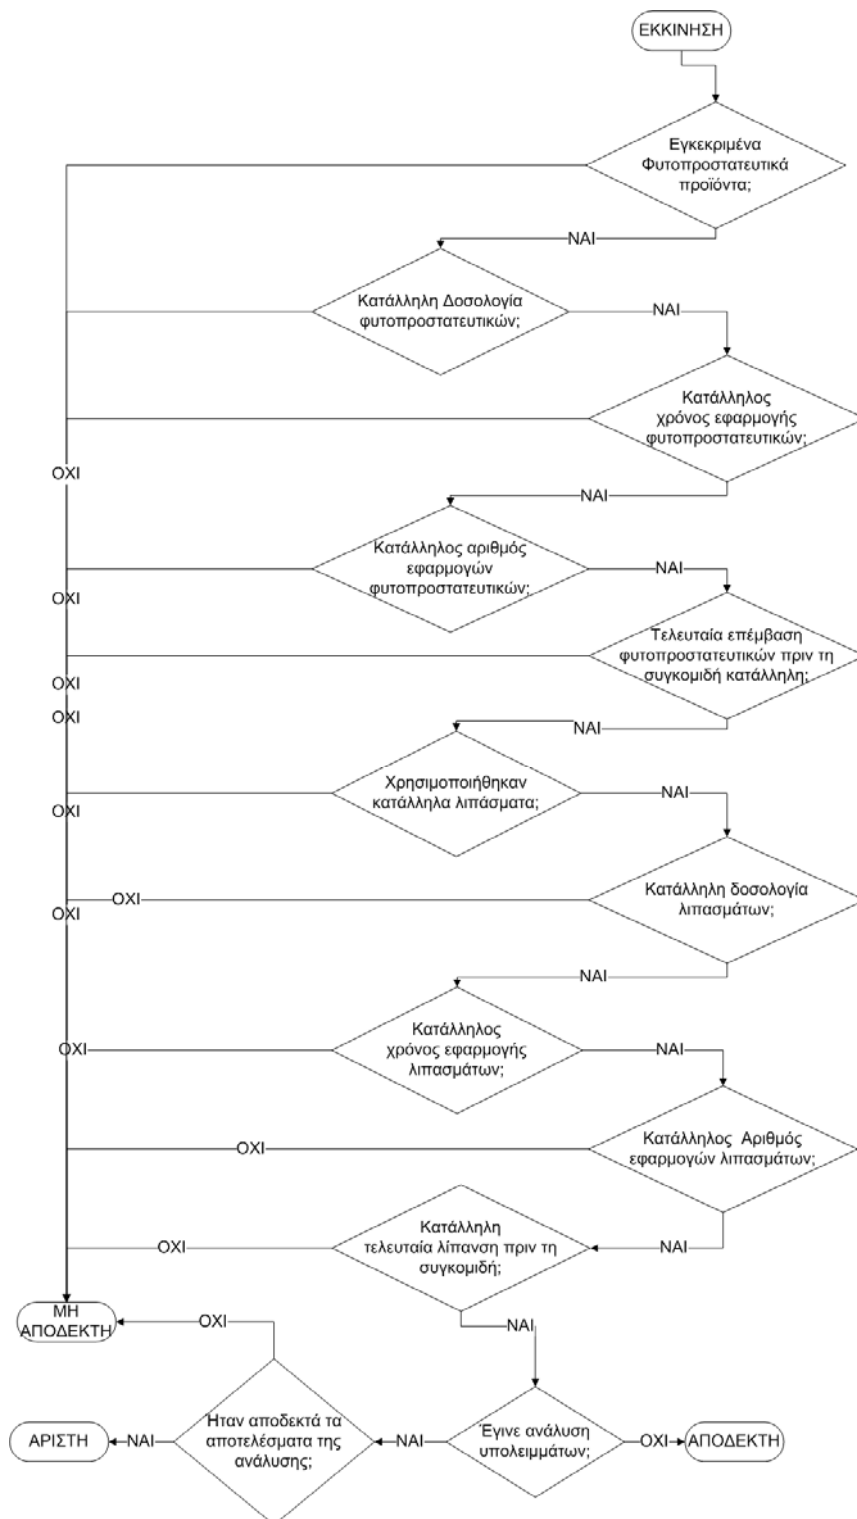 ΕΚΚΙΝΗΣΗ
Εγκεκριμένα
Φυτοπροστατευτικά
προϊόντα;
ΝΑΙ
Κατάλληλη Δοσολογία
φυτοπροστατευτικών;
ΝΑΙ
Κατάλληλος
χρόνος εφαρμογής
φυτοπροστατευτικών;
ΟΧΙ
ΝΑΙ
Κατάλληλος αριθμός
εφαρμογών
φυτοπροστατευτικών;
ΝΑΙ
ΟΧΙ
Τελευταία επέμβαση
φυτοπροστατευτικών πριν τη
συγκομιδή κατάλληλη;
ΟΧΙ
ΟΧΙ
ΝΑΙ
Χρησιμοποιήθηκαν
κατάλληλα λιπάσματα;
ΝΑΙ
ΟΧΙ
Κατάλληλη δοσολογία
λιπασμάτων;
ΟΧΙ
ΟΧΙ
ΝΑΙ
Κατάλληλος
χρόνος εφαρμογής
λιπασμάτων;
ΟΧΙ
ΝΑΙ
Κατάλληλος Αριθμός
εφαρμογών λιπασμάτων;
ΟΧΙ
Κατάλληλη
τελευταία λίπανση πριν τη
συγκομιδή;
ΟΧΙ
ΝΑΙ
ΜΗ
ΑΠΟΔΕΚΤΗ
ΟΧΙ
ΝΑΙ
Ήταν αποδεκτά τα
αποτελέσματα της
ανάλυσης;
Έγινε ανάλυση
υπολειμμάτων;
ΑΡΙΣΤΗ
ΝΑΙ
ΝΑΙ
ΟΧΙ
ΑΠΟΔΕΚΤΗ